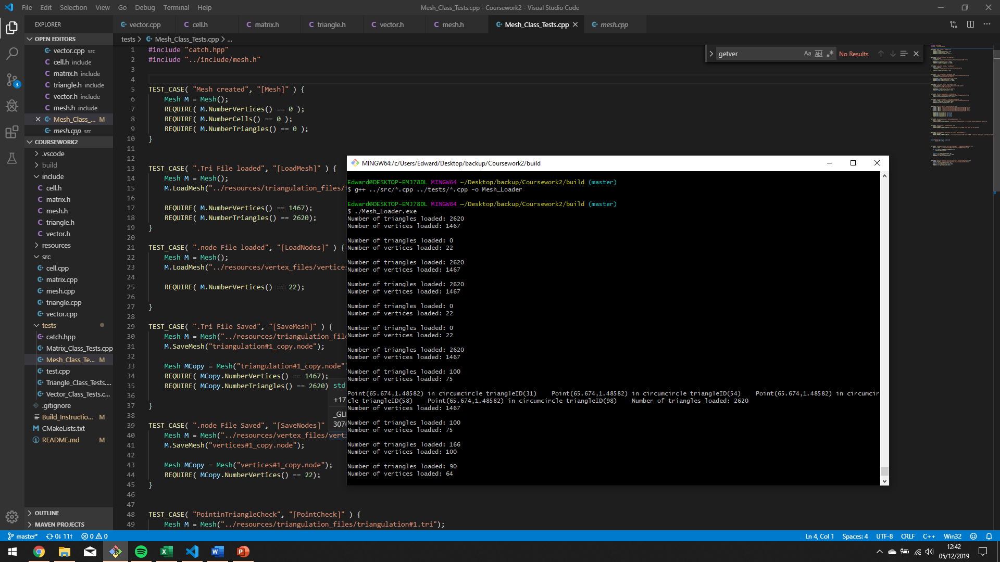 File Edit Selection View Go Debug Terminal Help
Mesh_Class_Tests.cpp - Coursework2 - Visual Studio Code
EXPLORER
vector.cpp cell.h matrix.h triangle.h vector.h mesh.h Mesh_Class_Tests.cpp mesh.cpp
tests > Mesh_Class_Tests.cpp > ...
OPEN EDITORS
vector.cpp src
cell.h include
matrix.h include
triangle.h include
vector.h include
mesh.h include
Mesh_Class_... M
mesh.cpp src
COURSEWORK2
.vscode
build
include
cell.h
matrix.h
mesh.h
triangle.h
vector.h
resources
src
cell.cpp
matrix.cpp
mesh.cpp
triangle.cpp
vector.cpp
tests
catch.hpp
Matrix_Class_Tests.cpp
Mesh_Class_Te... M
test.cpp
Triangle_Class_Tests....
Vector_Class_Tests.c...
.gitignore
Build_Instructio... M
CMakeLists.txt
README.md M
OUTLINE
MAVEN PROJECTS
3
getver Aa Abl .* No Results
1 #include "catch.hpp"
2 #include "../include/mesh.h"
3
4
5 TEST_CASE( "Mesh created", "[Mesh]" ) {
6 Mesh M = Mesh();
7 REQUIRE( M.NumberVertices() == 0 );
8 REQUIRE( M.NumberCells() == 0 );
9 REQUIRE( M.NumberTriangles() == 0 );
10 }
11
12
13 TEST_CASE( ".Tri File loaded", "[LoadMesh]" ) {
14 Mesh M = Mesh();
15 M.LoadMesh("../resources/triangulation_files/
16
17 REQUIRE( M.NumberVertices() == 1467);
18 REQUIRE( M.NumberTriangles() == 2620);
19 }
20
21 TEST_CASE( ".node File loaded", "[LoadNodes]" ) {
22 Mesh M = Mesh();
23 M.LoadMesh("../resources/vertex_files/vertices
24
25 REQUIRE( M.NumberVertices() == 22);
26
27 }
28
29 TEST_CASE( ".Tri File Saved", "[SaveMesh]" ) {
30 Mesh M = Mesh("../resources/triangulation_file
31 M.SaveMesh("triangulation#1_copy.node");
32
33 Mesh MCopy = Mesh("triangulation#1_copy.node"
34 REQUIRE( MCopy.NumberVertices() == 1467);
35 REQUIRE( MCopy.NumberTriangles() == 2620)
36
37 }
38
39 TEST_CASE( ".node File Saved", "[SaveNodes]"
40 Mesh M = Mesh("../resources/vertex_files/verti
41 M.SaveMesh("vertices#1_copy.node");
42
43 Mesh MCopy = Mesh("vertices#1_copy.node");
44 REQUIRE( MCopy.NumberVertices() == 22);
45 }
46
47
48 TEST_CASE( "PointinTriangleCheck", "[PointCheck]" ) {
49 Mesh M = Mesh("../resources/triangulation_files/triangulation#1.tri");
std
+17
_GLI
3076
MINGW64:/c/Users/Edward/Desktop/backup/Coursework2/build
Edward@DESKTOP-EMJ78DL MINGW64 ~/Desktop/backup/Coursework2/build (master)
$ g++ ../src/*.cpp ../tests/*.cpp -o Mesh_Loader
Edward@DESKTOP-EMJ78DL MINGW64 ~/Desktop/backup/Coursework2/build (master)
$ ./Mesh_Loader.exe
Number of triangles loaded: 2620
Number of vertices loaded: 1467
Number of triangles loaded: 0
Number of vertices loaded: 22
Number of triangles loaded: 2620
Number of vertices loaded: 1467
Number of triangles loaded: 2620
Number of vertices loaded: 1467
Number of triangles loaded: 0
Number of vertices loaded: 22
Number of triangles loaded: 0
Number of vertices loaded: 22
Number of triangles loaded: 2620
Number of vertices loaded: 1467
Number of triangles loaded: 100
Number of vertices loaded: 75
Point(65.674,1.48582) in circumcircle triangleID(31) Point(65.674,1.48582) in circumcircle triangleID(54) Point(65.674,1.48582) in circumcir
cle triangleID(58) Point(65.674,1.48582) in circumcircle triangleID(98) Number of triangles loaded: 2620
Number of vertices loaded: 1467
Number of triangles loaded: 100
Number of vertices loaded: 75
Number of triangles loaded: 166
Number of vertices loaded: 100
Number of triangles loaded: 90
Number of vertices loaded: 64
master* 0↓ 11↑ 0 0 Ln 4, Col 1 Spaces: 4 UTF-8 CRLF C++ Win32
12:42
05/12/2019